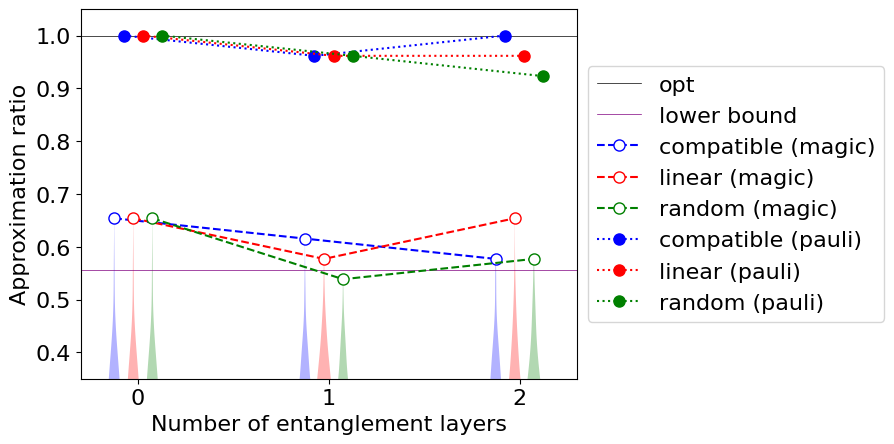 1.0
0.9
0.8
0.7
0.6
0.5
0.4
Approximation ratio
0 1 2
Number of entanglement layers
opt
lower bound
compatible (magic)
linear (magic)
random (magic)
compatible (pauli)
linear (pauli)
random (pauli)